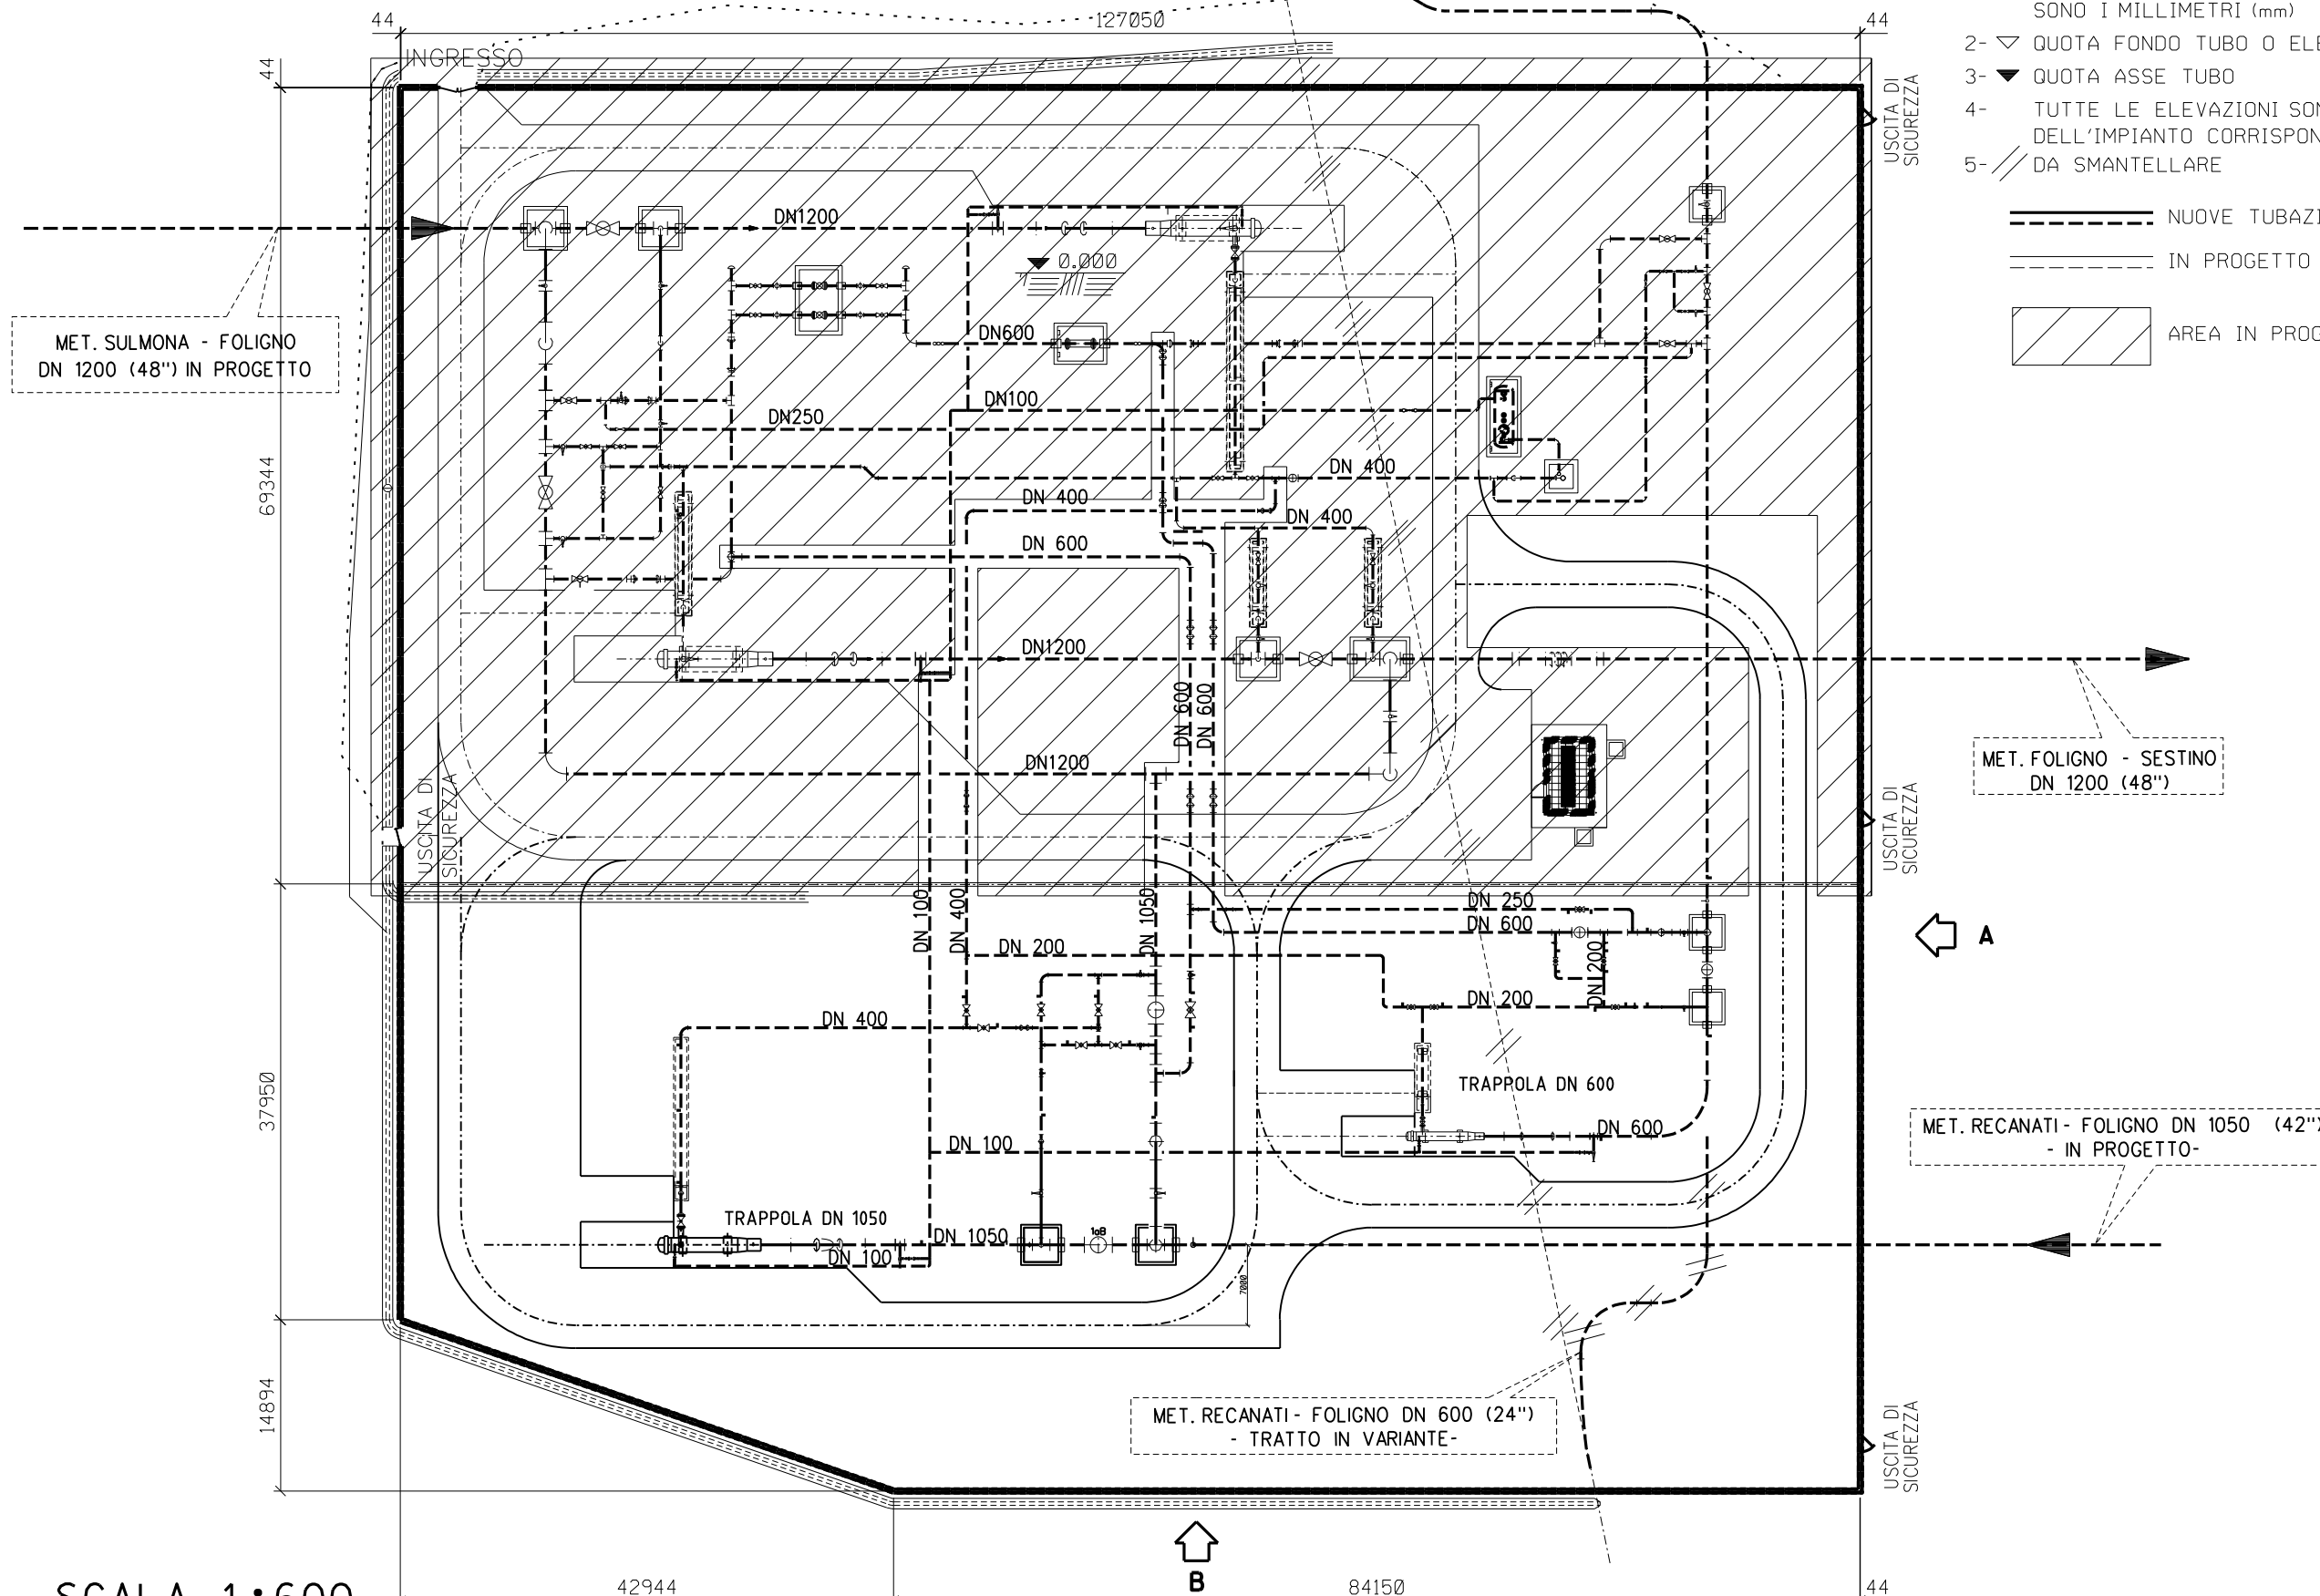 44
127050
44
SONO I MILLIMETRI (mm)
2- QUOTA FONDO TUBO O
3- QUOTA ASSE TUBO
4- TUTTE LE ELEVAZIONI
DELL'IMPIANTO
5- DA SMANTELLARE
NUOVE
IN PROGETTO
AREA IN
INGRESSO
44
USCITA DI
SICUREZZA
DN1200
0.000
MET. SULMONA - FOLIGNO
DN 1200 (48") IN PROGETTO
DN600
DN100
DN250
69344
DN 400
DN 400
DN 400
DN 600
DN1200
DN 600
DN 600
DN1200
MET. FOLIGNO - SESTINO
DN 1200 (48")
USCITA DI
SICUREZZA
USCITA DI
SICUREZZA
DN 100
DN 400
DN 1050
DN 250
DN 600
DN 200
DN 200
DN 200
A
DN 400
37950
TRAPPOLA DN 600
DN 600
DN 100
MET. RECANATI - FOLIGNO DN 1050 (42")
- IN PROGETTO-
TRAPPOLA DN 1050
DN 1050
DN 100
7000
14894
MET. RECANATI - FOLIGNO DN 600 (24")
- TRATTO IN VARIANTE-
USCITA DI
SICUREZZA
B
SCALA 1:600
42944
84150
44